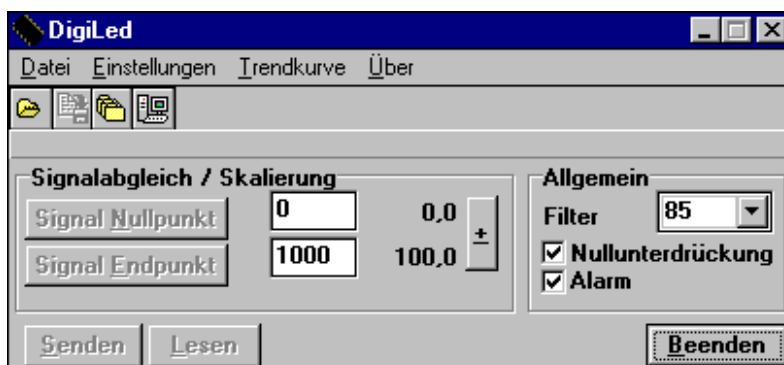 DigiLed
Datei Einstellungen Trendkurve Über
Signalabgleich / Skalierung
Signal Nullpunkt 0 0,0
±
Signal Endpunkt 1000 100,0
Allgemein
Filter 85
Nullunterdrückung
Alarm
Senden Lesen Beenden